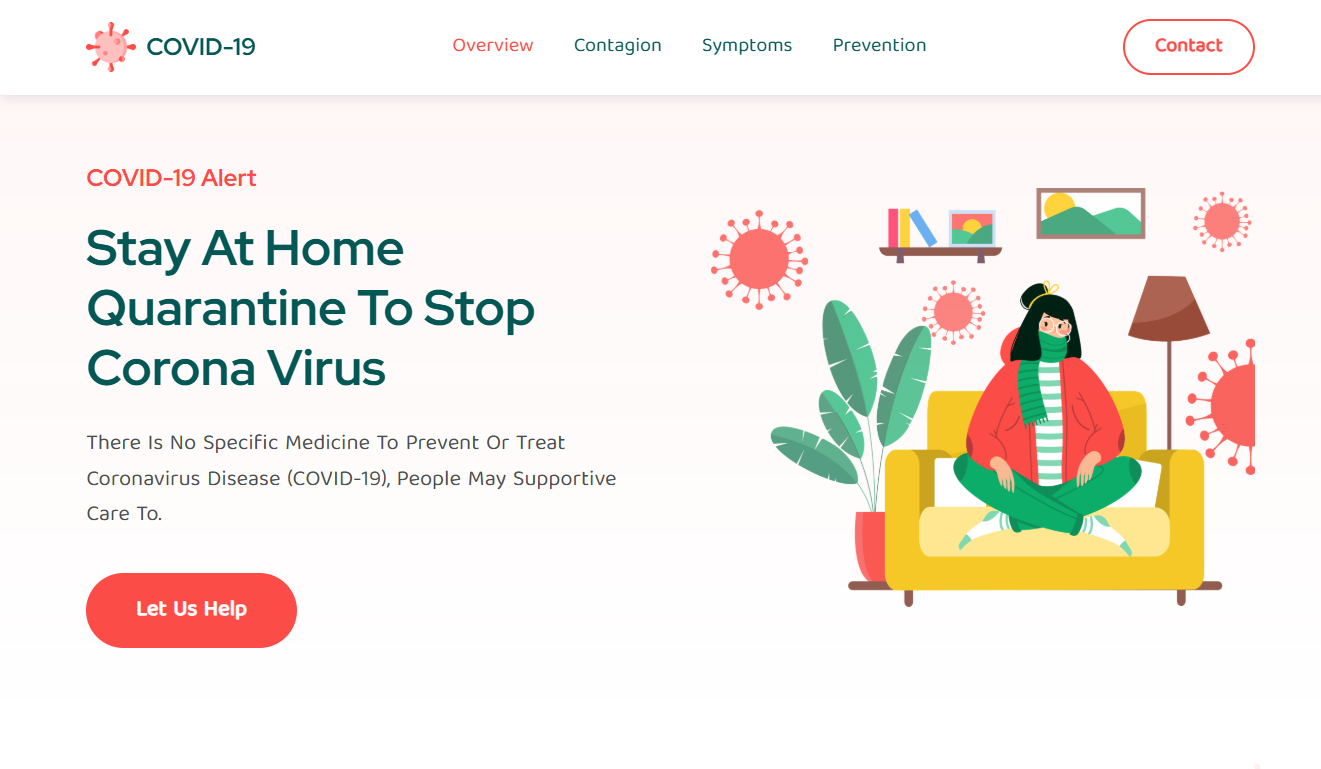 COVID-19
Overview
Contagion
Symptoms
Prevention
Contact
COVID-19 Alert
Stay At Home
Quarantine To Stop
Corona Virus
There Is No Specific Medicine To Prevent Or Treat
Coronavirus Disease (COVID-19), People May Supportive
Care To.
Let Us Help